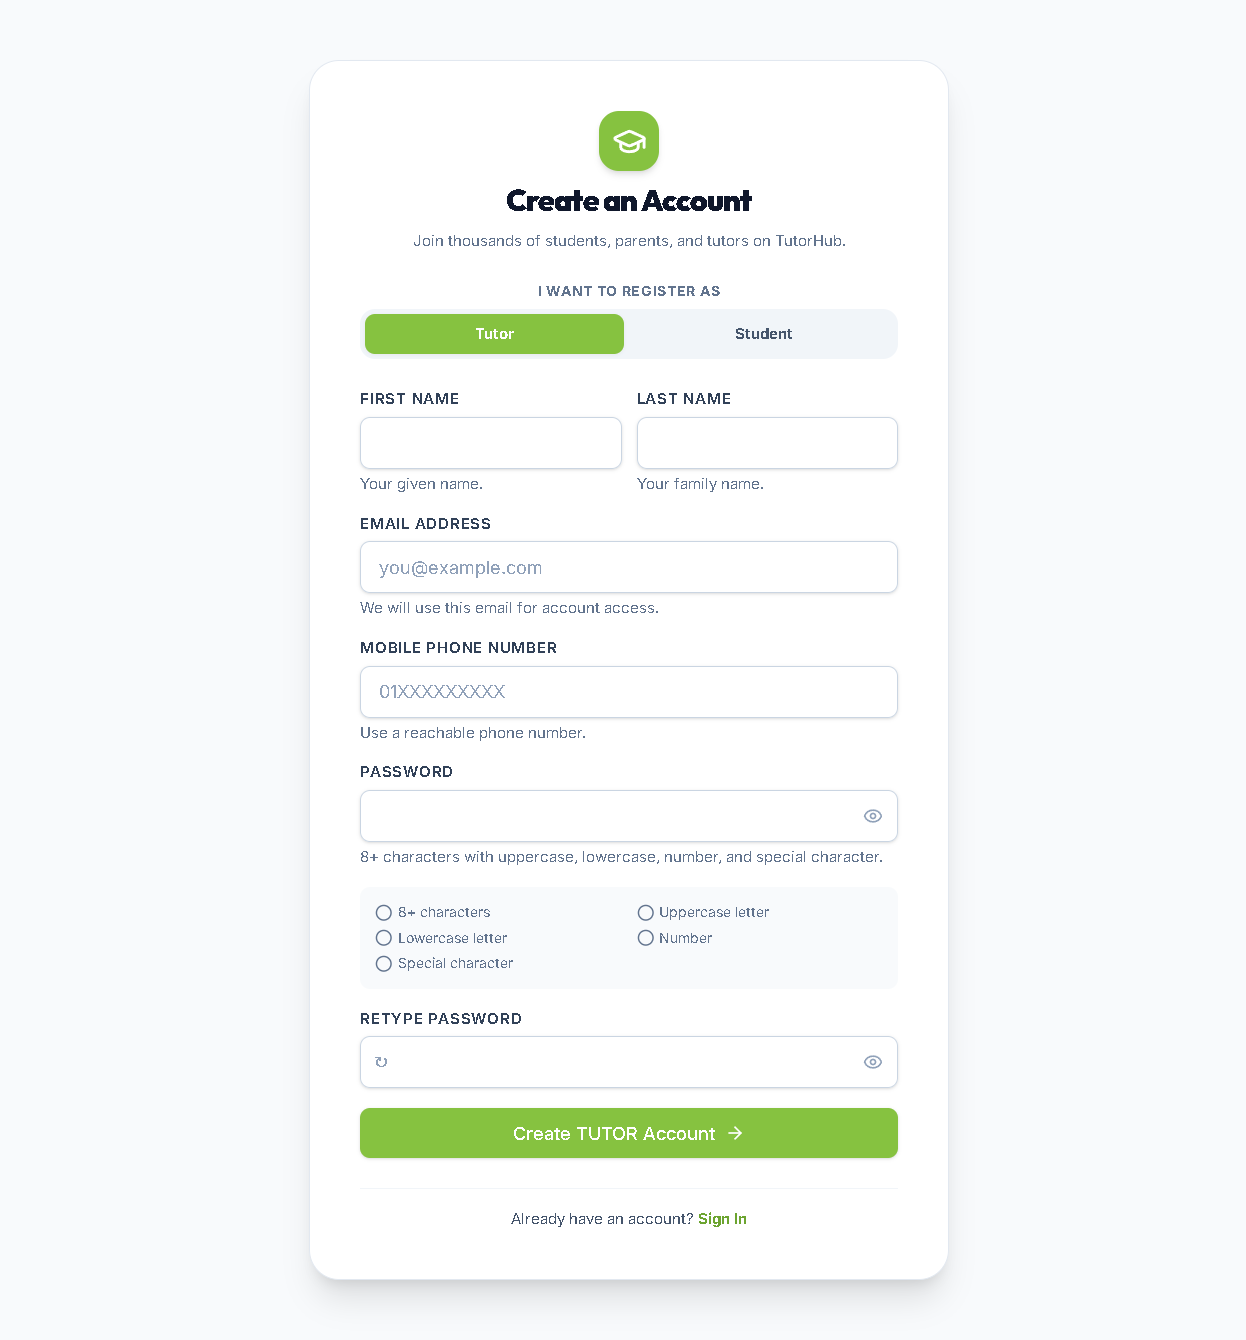 Create an Account
Join thousands of students, parents, and tutors on TutorHub.
I WANT TO REGISTER AS
Tutor
Student
FIRST NAME
LAST NAME
Your given name.
Your family name.
EMAIL ADDRESS
you@example.com
We will use this email for account access.
MOBILE PHONE NUMBER
01XXXXXXXXX
Use a reachable phone number.
PASSWORD
8+ characters with uppercase, lowercase, number, and special character.
8+ characters
Uppercase letter
Lowercase letter
Number
Special character
RETYPE PASSWORD
↻
Create TUTOR Account →
Already have an account? Sign In